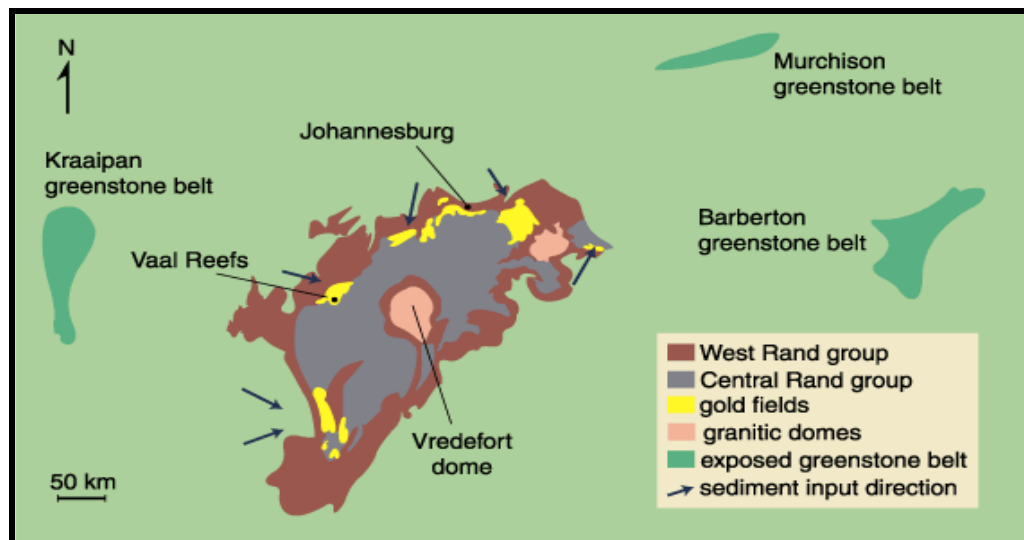 N
Murchison
greenstone belt
Johannesburg
Kraaipan
greenstone belt
Barberton
greenstone belt
Vaal Reefs
Vredefort
dome
50 km
West Rand group
Central Rand group
gold fields
granitic domes
exposed greenstone belt
sediment input direction